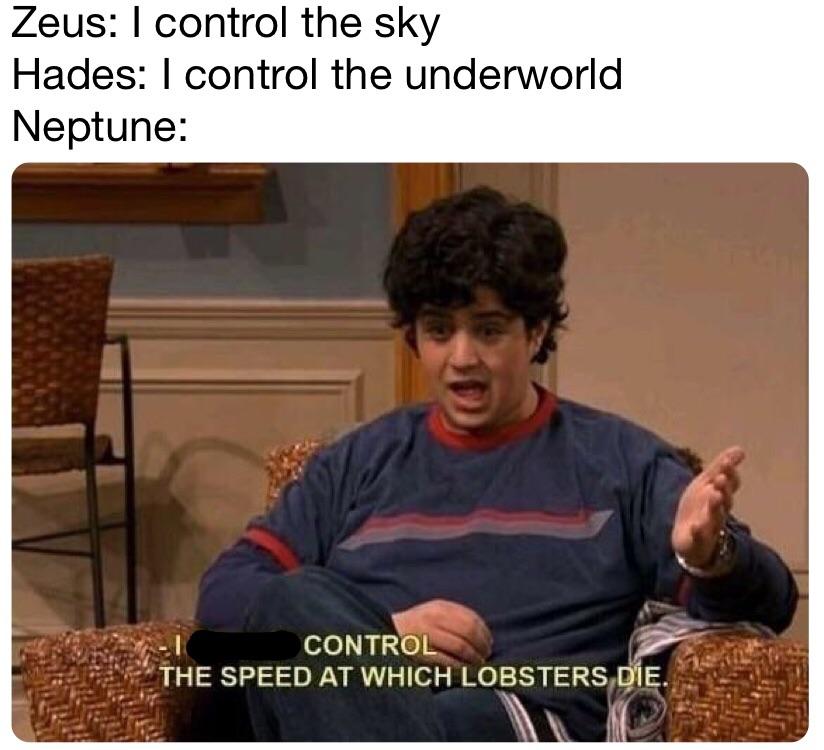 Zeus: I control the sky
Hades: I control the underworld
Neptune:
- I CONTROL
THE SPEED AT WHICH LOBSTERS DIE.